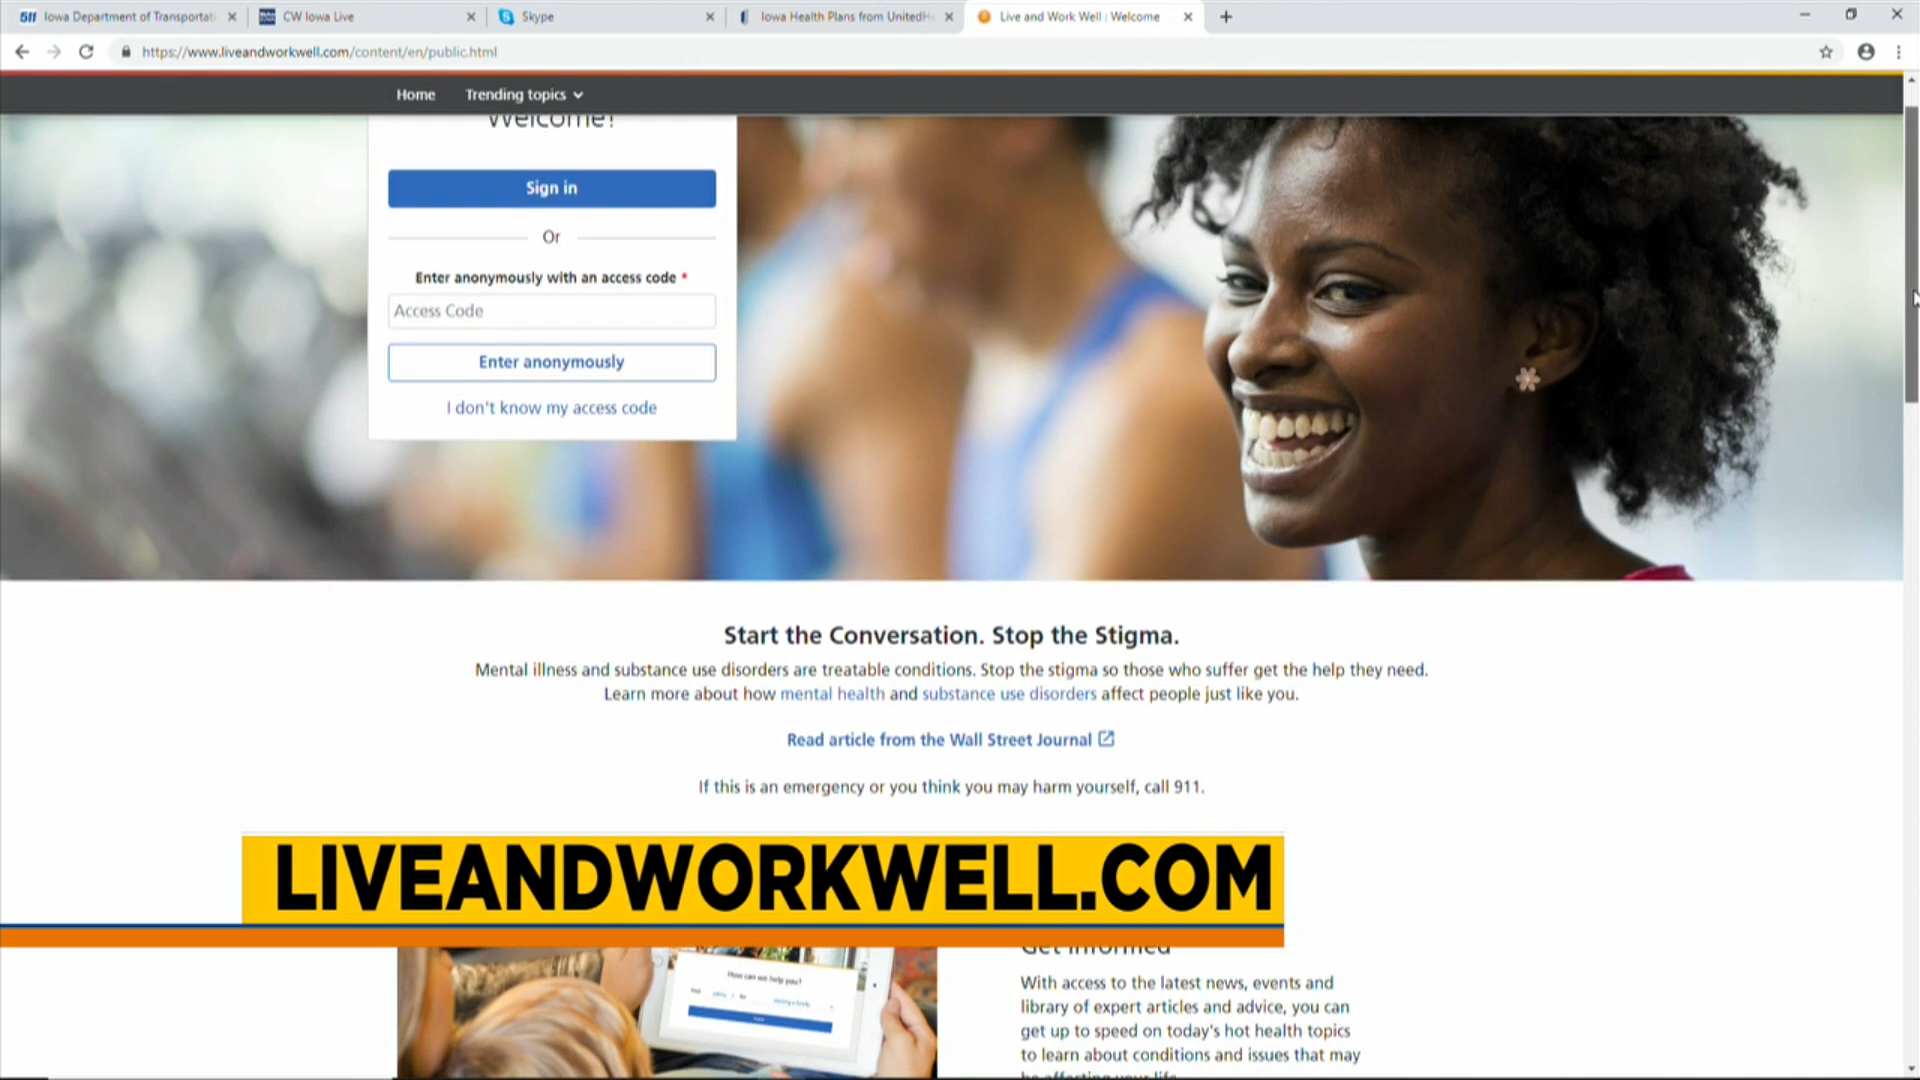 511 Iowa Department of Transportati
CW Iowa Live
Skype
Iowa Health Plans from UnitedHe
Live and Work Well : Welcome
https://www.liveandworkwell.com/content/en/public.html
Home Trending topics
Welcome!
Sign in
Or
Enter anonymously with an access code *
Access Code
Enter anonymously
I don't know my access code
Start the Conversation. Stop the Stigma.
Mental illness and substance use disorders are treatable conditions. Stop the stigma so those who suffer get the help they need.
Learn more about how mental health and substance use disorders affect people just like you.
Read article from the Wall Street Journal
If this is an emergency or you think you may harm yourself, call 911.
LIVEANDWORKWELL.COM
How can we help you?
Get Informed
With access to the latest news, events and
library of expert articles and advice, you can
get up to speed on today's hot health topics
to learn about conditions and issues that may
be affecting your life.